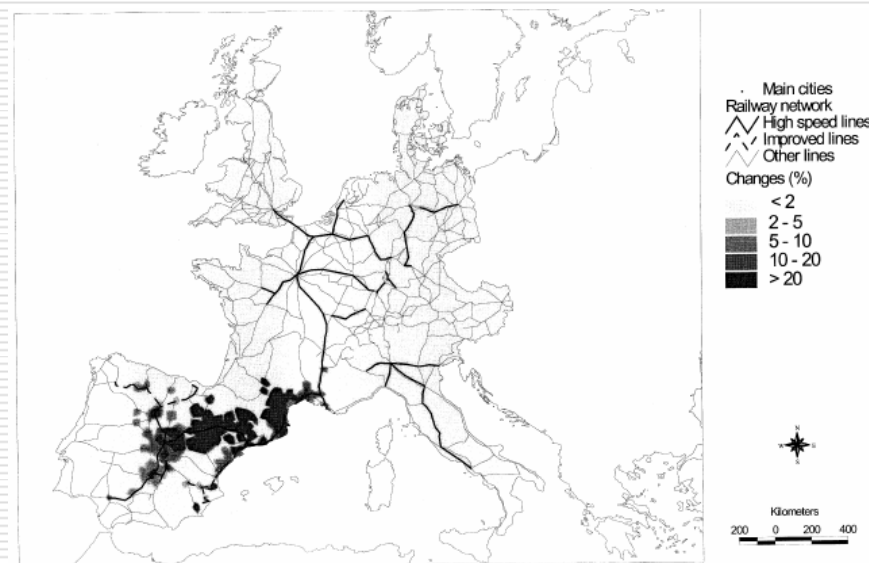 Main cities
Railway network
High speed lines
Improved lines
Other lines
Changes (%)
< 2
2 - 5
5 - 10
10 - 20
> 20
N
W
S
Kilometers
200 0 200 400